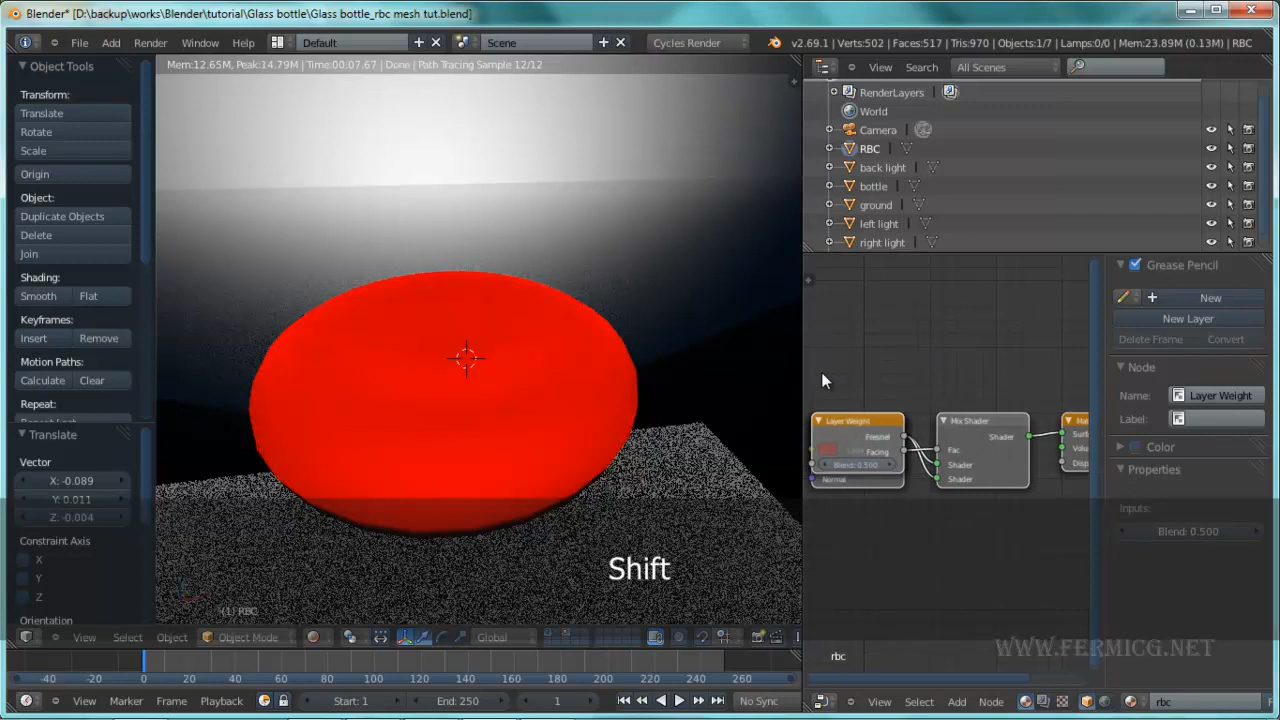 Blender* [D:\backup\works\Blender\tutorial\Glass bottle\Glass bottle_rbc mesh tut.blend]
File Add Render Window Help Default Scene Cycles Render v2.69.1 | Verts:502 | Faces:517 | Tris:970 | Objects:1/7 | Lamps:0/0 | Mem:23.89M (0.13M) | RBC
Object Tools
Transform:
Translate
Rotate
Scale
Origin
Object:
Duplicate Objects
Delete
Join
Shading:
Smooth Flat
Keyframes:
Insert Remove
Motion Paths:
Calculate Clear
Repeat:
Translate
Vector
X: -0.089
Y: 0.011
Z: -0.004
Constraint Axis
X
Y
Z
Orientation
Mem:12.65M, Peak:14.79M | Time:00:07.67 | Done | Path Tracing Sample 12/12
Shift
(1) RBC
View Select Object Object Mode Global
-40 -20 0 20 40 60 80 100 120 140 160 180 200 220 240 260
View Marker Frame Playback Start: 1 End: 250 1 No Sync
View Search All Scenes
RenderLayers
World
Camera
RBC
back light
bottle
ground
left light
right light
Layer Weight
Fresnel
Facing
Blend: 0.500
Normal
Mix Shader
Shader
Fac
Shader
Shader
Grease Pencil
New
New Layer
Delete Frame Convert
Node
Name: Layer Weight
Label:
Color
Properties
Inputs:
Blend: 0.500
WWW.FERMICG.NET
rbc
View Select Add Node rbc